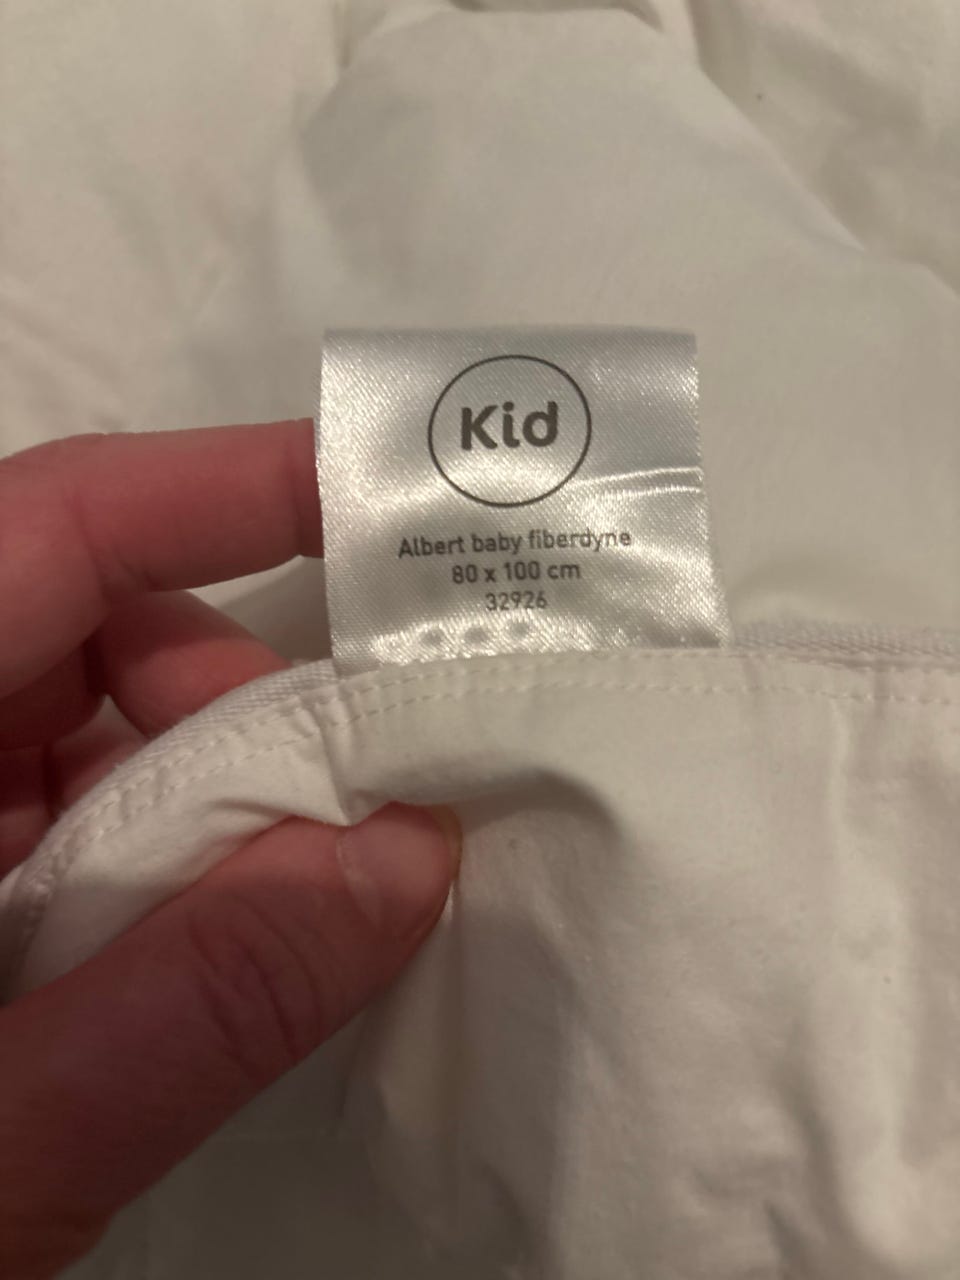 Kid
Albert baby fiberdyne
80 x 100 cm
32926